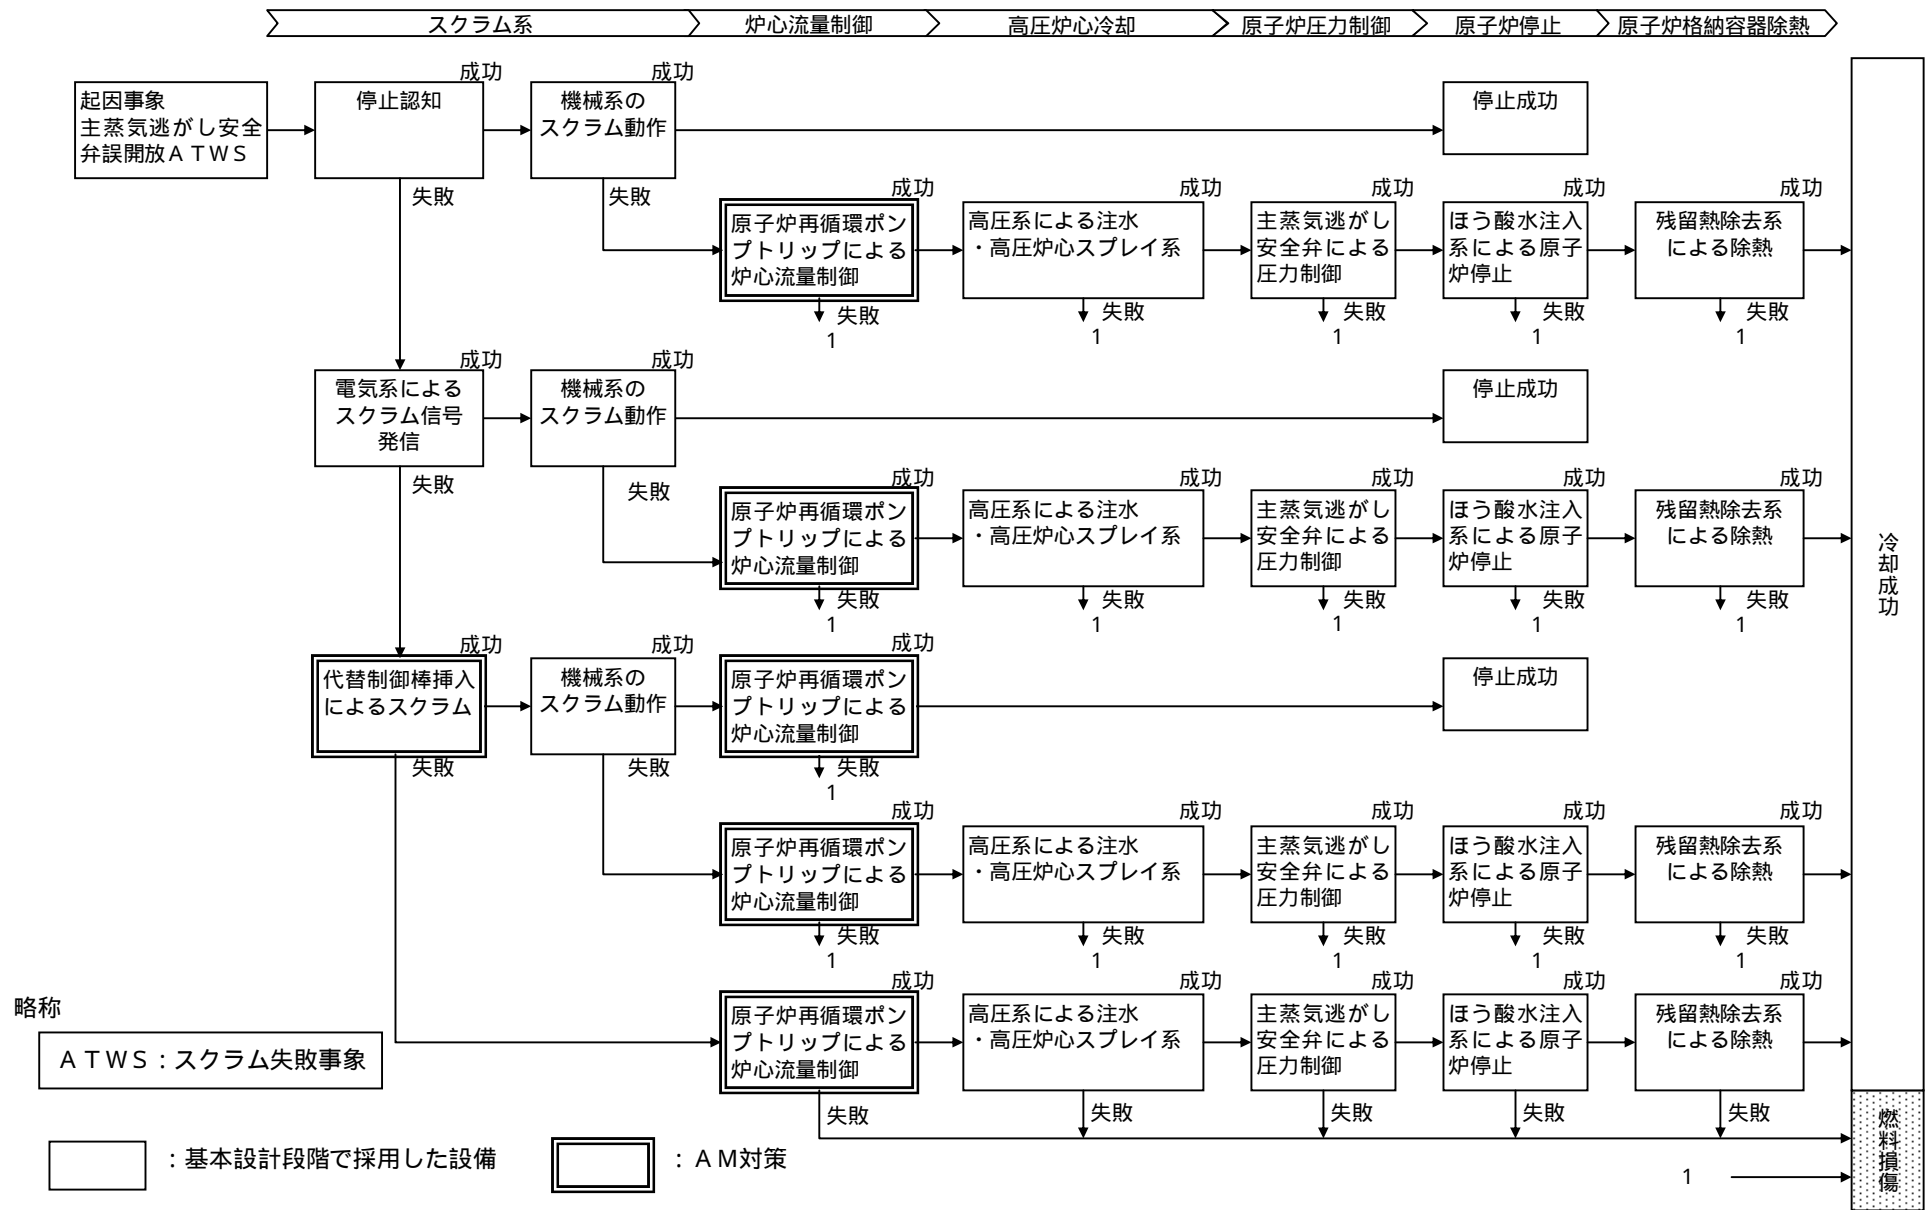 スクラム系
炉心流量制御
高圧炉心冷却
原子炉圧力制御
原子炉停止
原子炉格納容器除熱
起因事象
主蒸気逃がし安全
弁誤開放ＡＴＷＳ
成功
停止認知
失敗
成功
機械系の
スクラム動作
失敗
停止成功
成功
原子炉再循環ポン
プトリップによる
炉心流量制御
失敗
1
成功
高圧系による注水
・高圧炉心スプレイ系
失敗
1
成功
主蒸気逃がし
安全弁による
圧力制御
失敗
1
成功
ほう酸水注入
系による原子
炉停止
失敗
1
成功
残留熱除去系
による除熱
失敗
1
成功
電気系による
スクラム信号
発信
失敗
成功
機械系の
スクラム動作
失敗
停止成功
成功
原子炉再循環ポン
プトリップによる
炉心流量制御
失敗
1
成功
高圧系による注水
・高圧炉心スプレイ系
失敗
1
成功
主蒸気逃がし
安全弁による
圧力制御
失敗
1
成功
ほう酸水注入
系による原子
炉停止
失敗
1
成功
残留熱除去系
による除熱
失敗
1
成功
代替制御棒挿入
によるスクラム
失敗
成功
機械系の
スクラム動作
失敗
成功
原子炉再循環ポン
プトリップによる
炉心流量制御
失敗
1
停止成功
成功
原子炉再循環ポン
プトリップによる
炉心流量制御
失敗
1
成功
高圧系による注水
・高圧炉心スプレイ系
失敗
1
成功
主蒸気逃がし
安全弁による
圧力制御
失敗
1
成功
ほう酸水注入
系による原子
炉停止
失敗
1
成功
残留熱除去系
による除熱
失敗
1
成功
原子炉再循環ポン
プトリップによる
炉心流量制御
失敗
成功
高圧系による注水
・高圧炉心スプレイ系
失敗
成功
主蒸気逃がし
安全弁による
圧力制御
失敗
成功
ほう酸水注入
系による原子
炉停止
失敗
成功
残留熱除去系
による除熱
失敗
冷却成功
燃料損傷
1
略称
ＡＴＷＳ：スクラム失敗事象
：基本設計段階で採用した設備
：ＡＭ対策